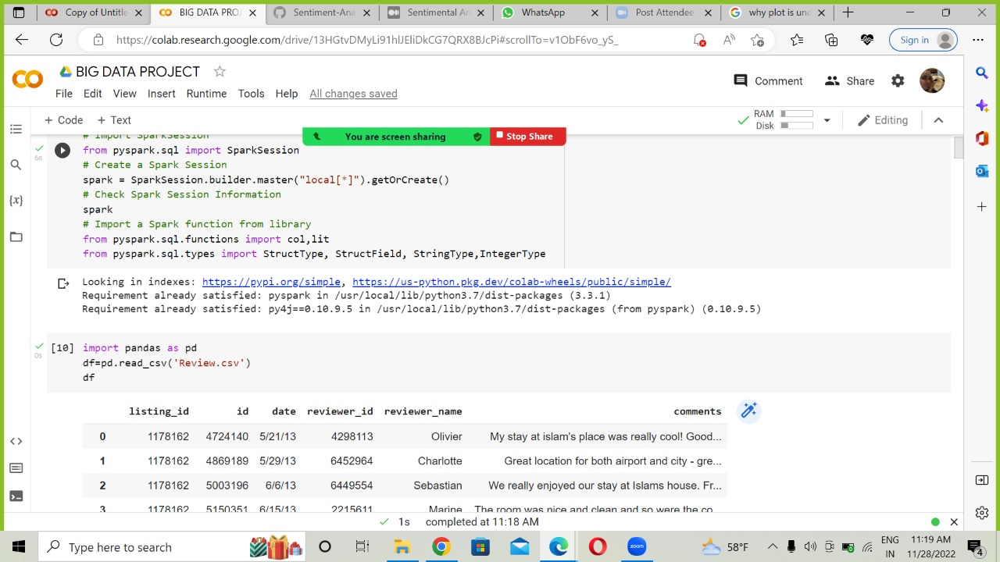 Copy of Untitle
BIG DATA PROJ
Sentiment-Ana
Sentimental An
WhatsApp
Post Attendee
why plot is unc
https://colab.research.google.com/drive/13HGtvDMyLi91hlJEIiDkCG7QRX8BJcPi#scrollTo=v1ObF6vo_yS_
Sign in
BIG DATA PROJECT
Comment
Share
File Edit View Insert Runtime Tools Help All changes saved
+ Code + Text
RAM
Disk
Editing
You are screen sharing
Stop Share
# Import SparkSession
6s
from pyspark.sql import SparkSession
# Create a Spark Session
spark = SparkSession.builder.master("local[*]").getOrCreate()
# Check Spark Session Information
spark
# Import a Spark function from library
from pyspark.sql.functions import col,lit
from pyspark.sql.types import StructType, StructField, StringType,IntegerType
Looking in indexes: https://pypi.org/simple, https://us-python.pkg.dev/colab-wheels/public/simple/
Requirement already satisfied: pyspark in /usr/local/lib/python3.7/dist-packages (3.3.1)
Requirement already satisfied: py4j==0.10.9.5 in /usr/local/lib/python3.7/dist-packages (from pyspark) (0.10.9.5)
0s
[10] import pandas as pd
df=pd.read_csv('Review.csv')
df
listing_id id date reviewer_id reviewer_name comments
0 1178162 4724140 5/21/13 4298113 Olivier My stay at islam's place was really cool! Good...
1 1178162 4869189 5/29/13 6452964 Charlotte Great location for both airport and city - gre...
2 1178162 5003196 6/6/13 6449554 Sebastian We really enjoyed our stay at Islams house. Fr...
3 1178162 5150351 6/15/13 2215611 Marine The room was nice and clean and so were the co...
1s completed at 11:18 AM
Type here to search
zoom
58°F
ENG
IN
11:19 AM
11/28/2022
4